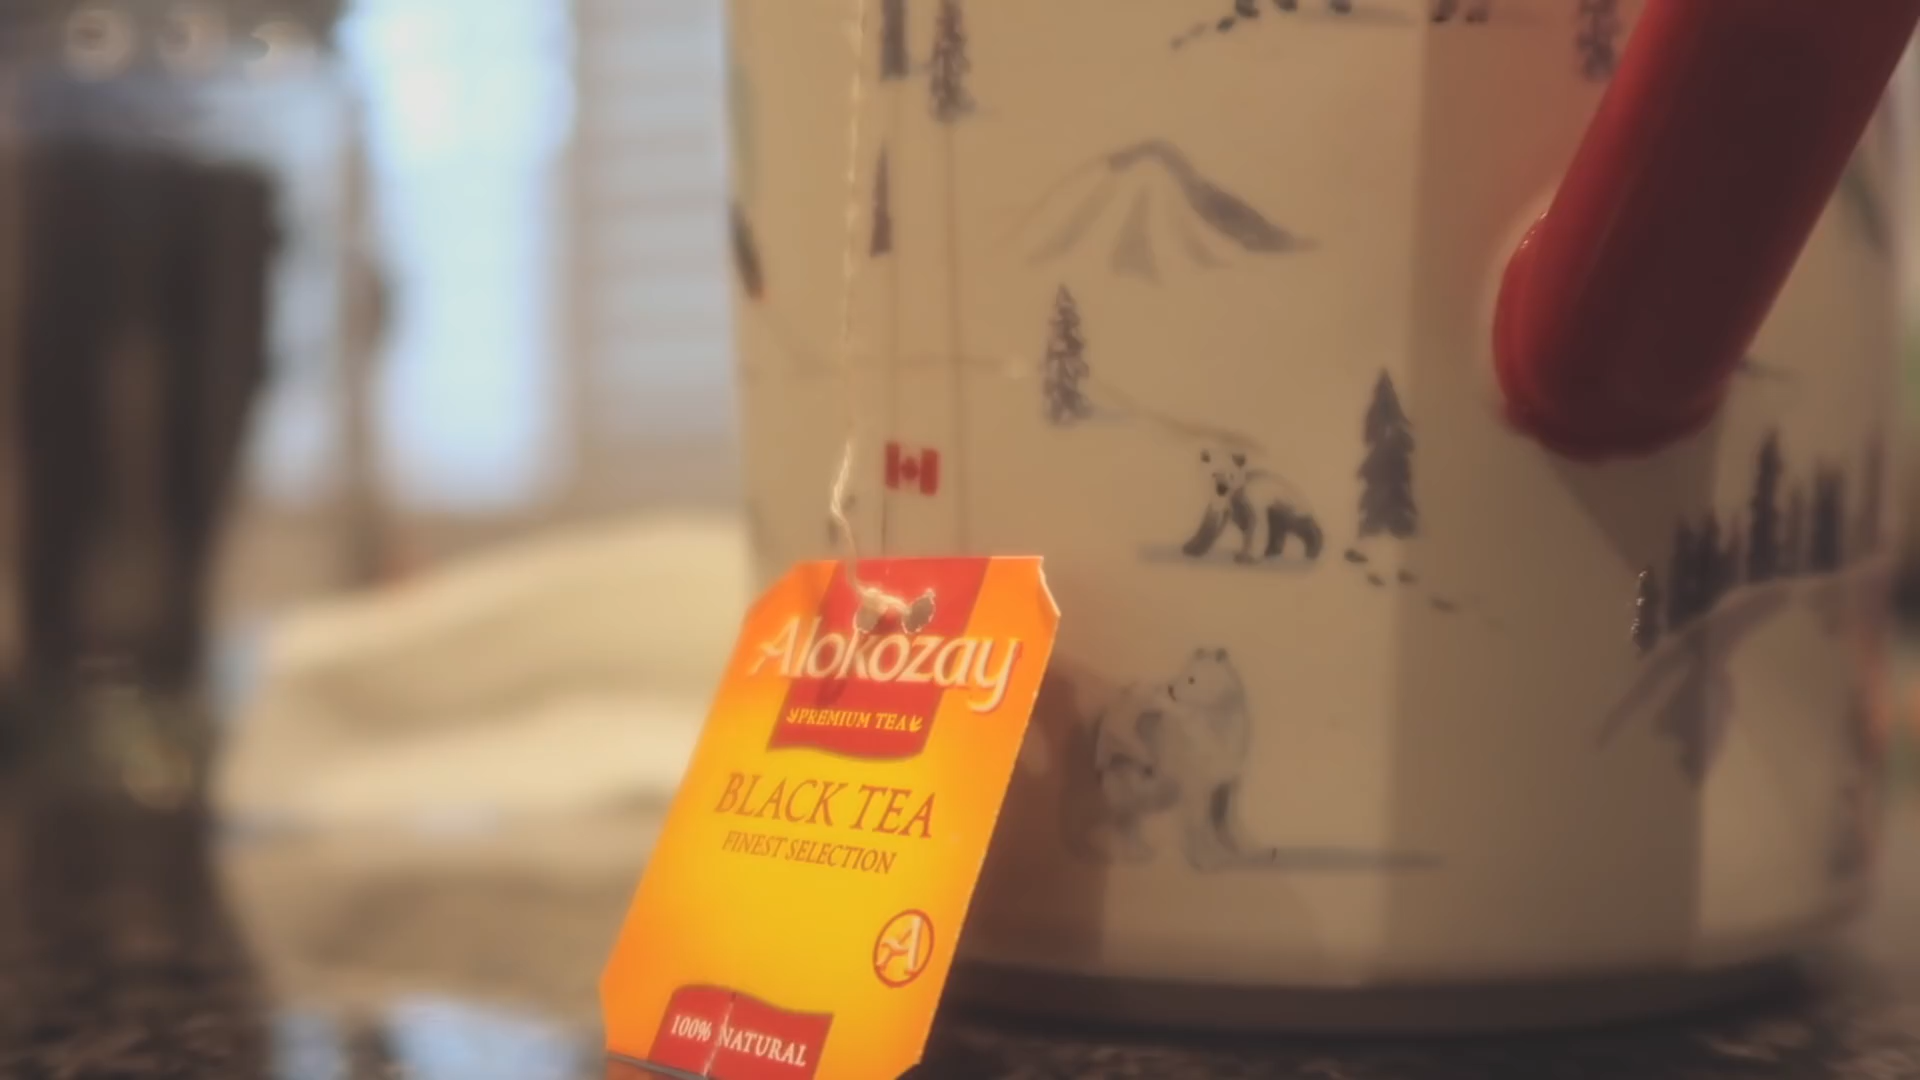 Alokozay
PREMIUM TEA
BLACK TEA
FINEST SELECTION
A
100% NATURAL